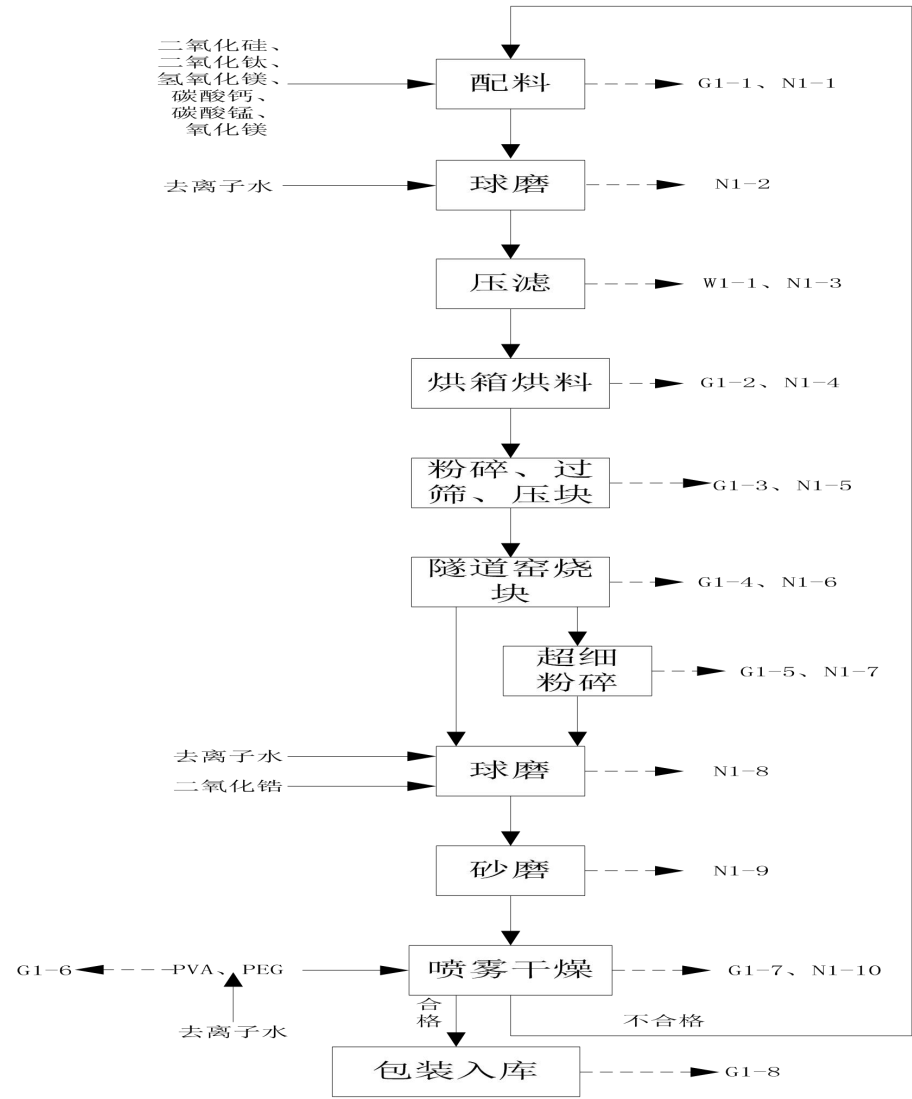 二氧化硅、
二氧化钛、
氢氧化镁、
碳酸钙、
碳酸锰、
氧化镁
配料
G1-1、N1-1
去离子水
球磨
N1-2
压滤
W1-1、N1-3
烘箱烘料
G1-2、N1-4
粉碎、过
筛、压块
G1-3、N1-5
隧道窑烧
块
G1-4、N1-6
超细
粉碎
G1-5、N1-7
去离子水
二氧化锆
球磨
N1-8
砂磨
N1-9
G1-6
PVA、PEG
喷雾干燥
G1-7、N1-10
去离子水
合
格
不合格
包装入库
G1-8